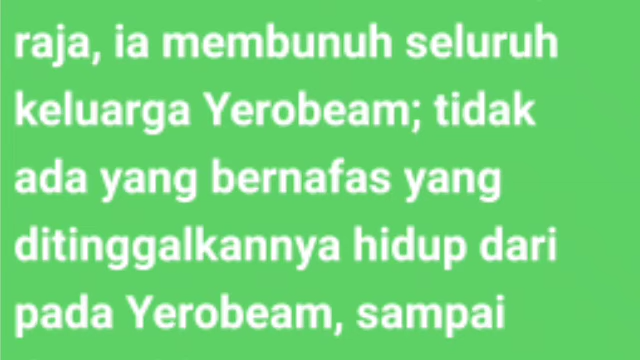 raja, ia membunuh seluruh
keluarga Yerobeam; tidak
ada yang bernafas yang
ditinggalkannya hidup dari
pada Yerobeam, sampai